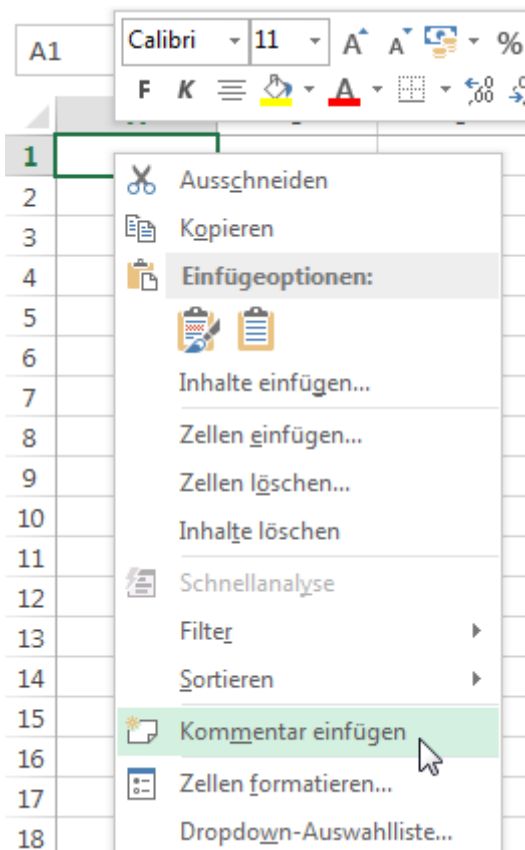 A1
Calibri 11 A A %
F K A ,00
1
2
3
4
5
6
7
8
9
10
11
12
13
14
15
16
17
18
Ausschneiden
Kopieren
Einfügeoptionen:
Inhalte einfügen...
Zellen einfügen...
Zellen löschen...
Inhalte löschen
Schnellanalyse
Filter
Sortieren
Kommentar einfügen
Zellen formatieren...
Dropdown-Auswahlliste...